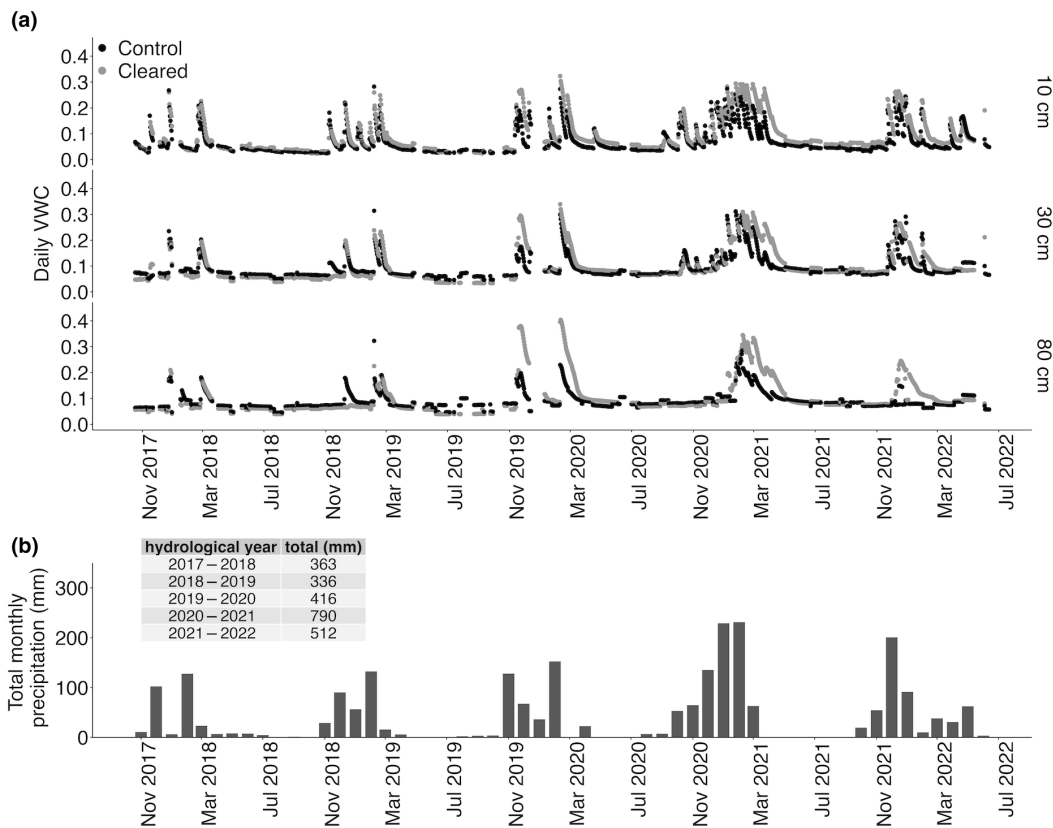 (a)
Control
Cleared
Daily VWC
0.4
0.3
0.2
0.1
0.0
10 cm
0.4
0.3
0.2
0.1
0.0
30 cm
0.4
0.3
0.2
0.1
0.0
80 cm
Nov 2017
Mar 2018
Jul 2018
Nov 2018
Mar 2019
Jul 2019
Nov 2019
Mar 2020
Jul 2020
Nov 2020
Mar 2021
Jul 2021
Nov 2021
Mar 2022
Jul 2022
(b)
hydrological year total (mm)
2017–2018 363
2018–2019 336
2019–2020 416
2020–2021 790
2021–2022 512
Total monthly
precipitation (mm)
300
200
100
0
Nov 2017
Mar 2018
Jul 2018
Nov 2018
Mar 2019
Jul 2019
Nov 2019
Mar 2020
Jul 2020
Nov 2020
Mar 2021
Jul 2021
Nov 2021
Mar 2022
Jul 2022